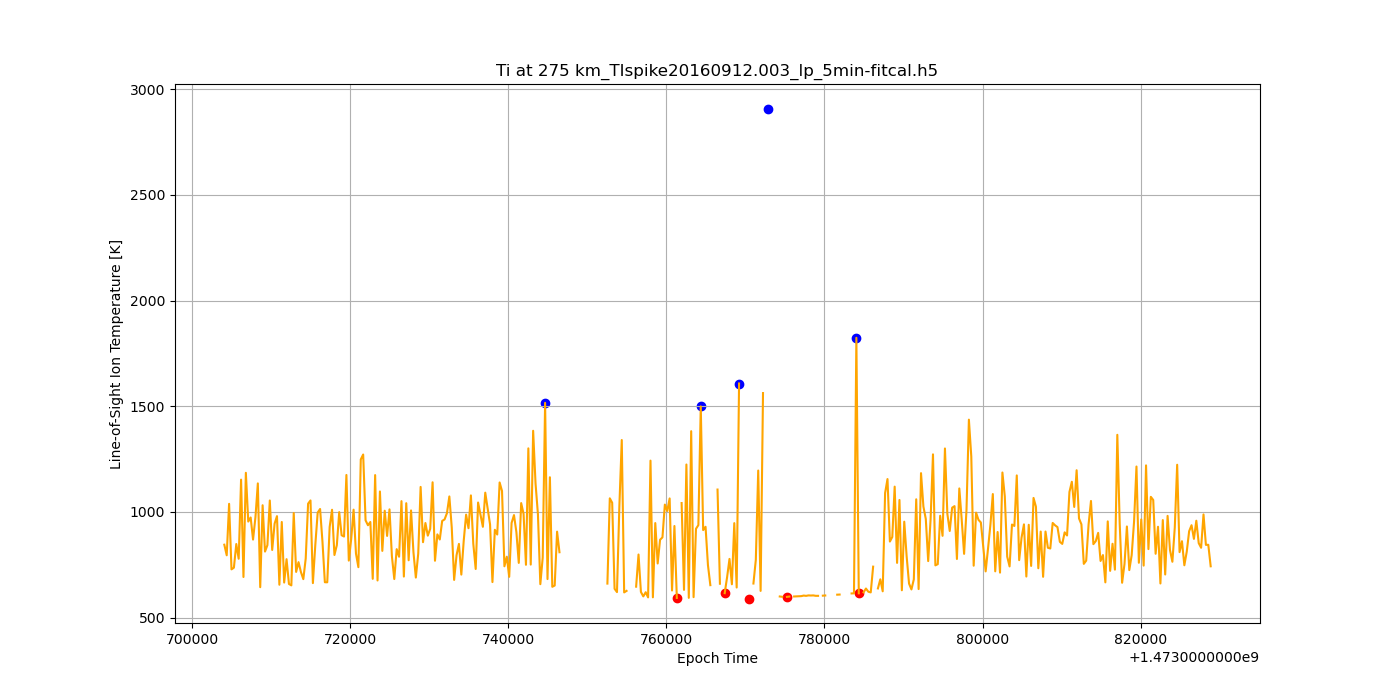 Ti at 275 km_TIspike20160912.003_lp_5min-fitcal.h5
Line-of-Sight Ion Temperature [K]
3000
2500
2000
1500
1000
500
700000 720000 740000 760000 780000 800000 820000
Epoch Time
+1.4730000000e9